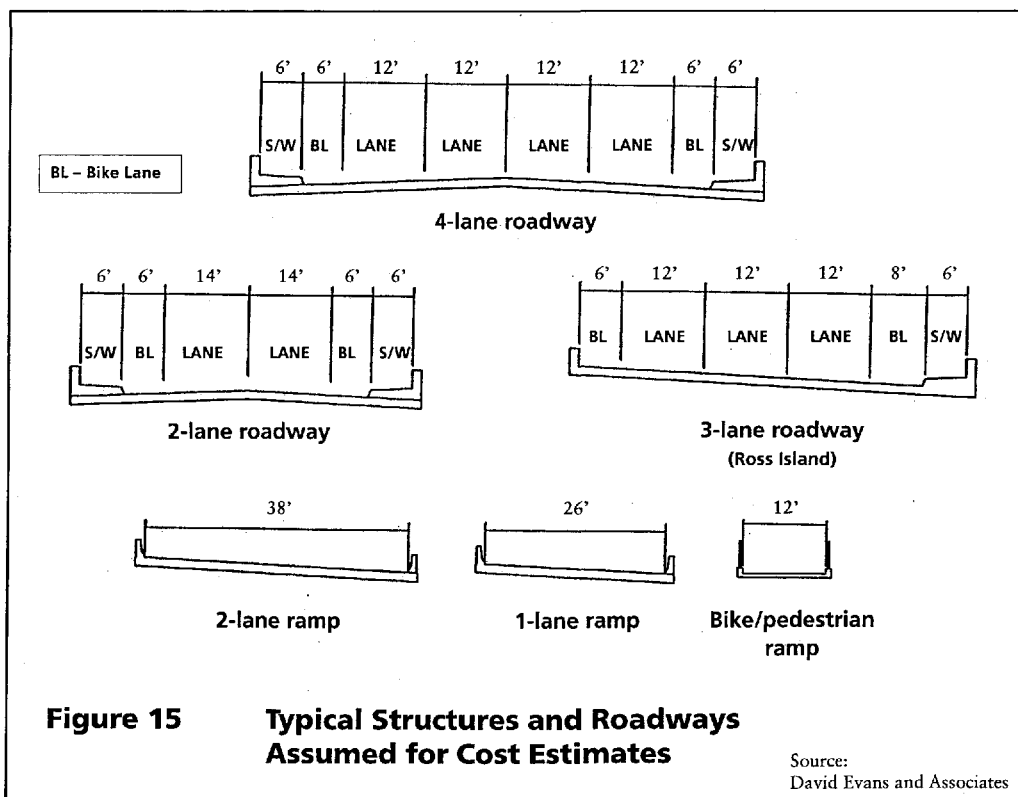 6' 6' 12' 12' 12' 12' 6' 6'
S/W BL LANE LANE LANE LANE BL S/W
BL – Bike Lane
4-lane roadway
6' 6' 14' 14' 6' 6'
S/W BL LANE LANE BL S/W
2-lane roadway
6' 12' 12' 12' 8' 6'
BL LANE LANE LANE BL S/W
3-lane roadway
(Ross Island)
38'
2-lane ramp
26'
1-lane ramp
12'
Bike/pedestrian
ramp
Figure 15 Typical Structures and Roadways
Assumed for Cost Estimates
Source:
David Evans and Associates